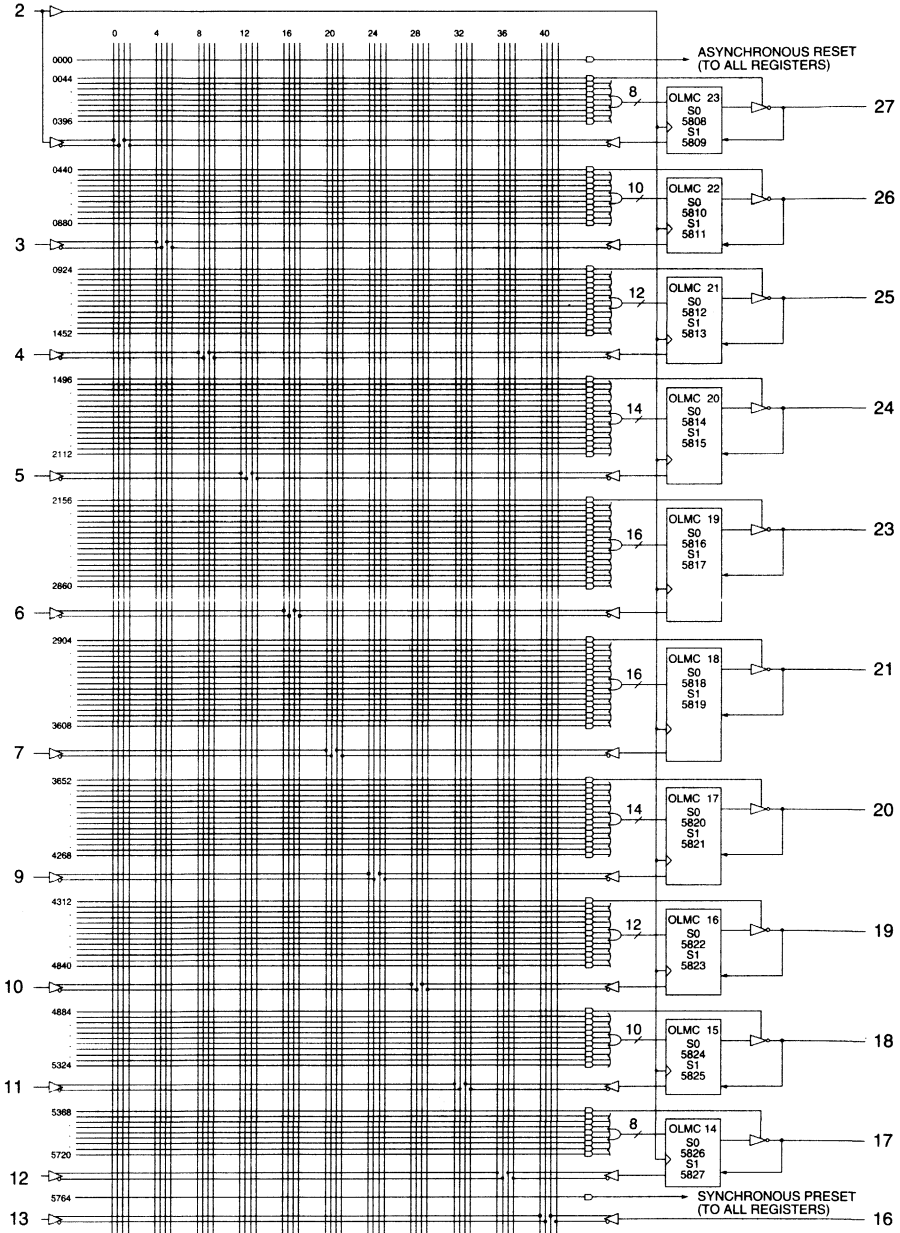 2
0 4 8 12 16 20 24 28 32 36 40
0000
ASYNCHRONOUS RESET
(TO ALL REGISTERS)
0044
8
OLMC 23
S0
5808
S1
5809
27
0396
0440
10
OLMC 22
S0
5810
S1
5811
26
0880
3
0924
12
OLMC 21
S0
5812
S1
5813
25
1452
4
1496
14
OLMC 20
S0
5814
S1
5815
24
2112
5
2156
16
OLMC 19
S0
5816
S1
5817
23
2860
6
2904
16
OLMC 18
S0
5818
S1
5819
21
3608
7
3652
14
OLMC 17
S0
5820
S1
5821
20
4268
9
4312
12
OLMC 16
S0
5822
S1
5823
19
4840
10
4884
10
OLMC 15
S0
5824
S1
5825
18
5324
11
5368
8
OLMC 14
S0
5826
S1
5827
17
5720
12
5764
SYNCHRONOUS PRESET
(TO ALL REGISTERS)
13
16